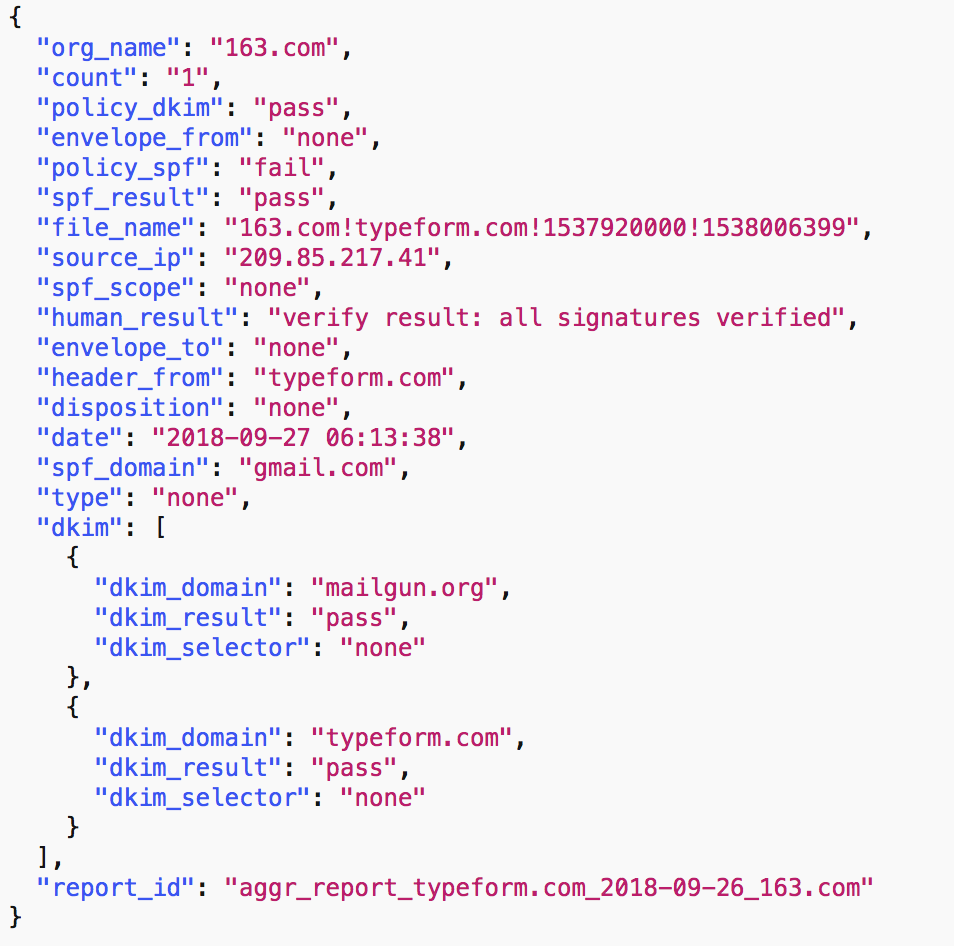 {
  "org_name": "163.com",
  "count": "1",
  "policy_dkim": "pass",
  "envelope_from": "none",
  "policy_spf": "fail",
  "spf_result": "pass",
  "file_name": "163.com!typeform.com!1537920000!1538006399",
  "source_ip": "209.85.217.41",
  "spf_scope": "none",
  "human_result": "verify result: all signatures verified",
  "envelope_to": "none",
  "header_from": "typeform.com",
  "disposition": "none",
  "date": "2018-09-27 06:13:38",
  "spf_domain": "gmail.com",
  "type": "none",
  "dkim": [
    {
      "dkim_domain": "mailgun.org",
      "dkim_result": "pass",
      "dkim_selector": "none"
    },
    {
      "dkim_domain": "typeform.com",
      "dkim_result": "pass",
      "dkim_selector": "none"
    }
  ],
  "report_id": "aggr_report_typeform.com_2018-09-26_163.com"
}